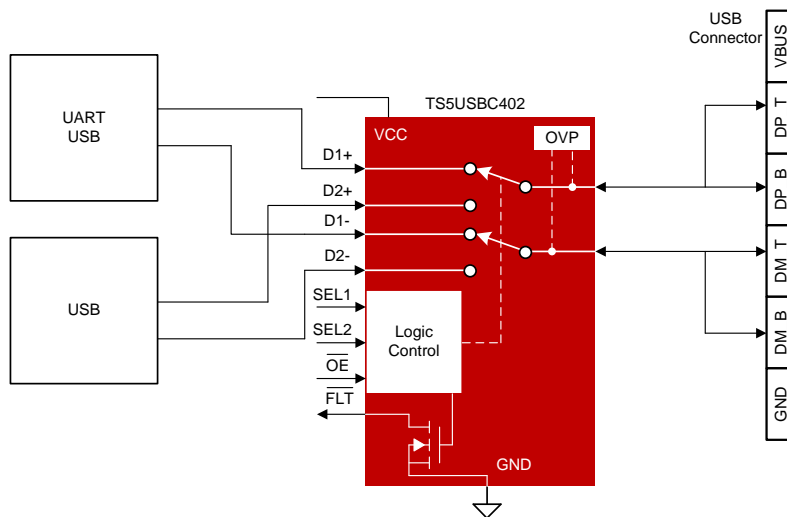 USB
Connector
UART
USB
USB
TS5USBC402
VCC
OVP
D1+
D2+
D1-
D2-
SEL1
SEL2
OE
FLT
Logic
Control
GND
VBUS
DP T
DP B
DM T
DM B
GND